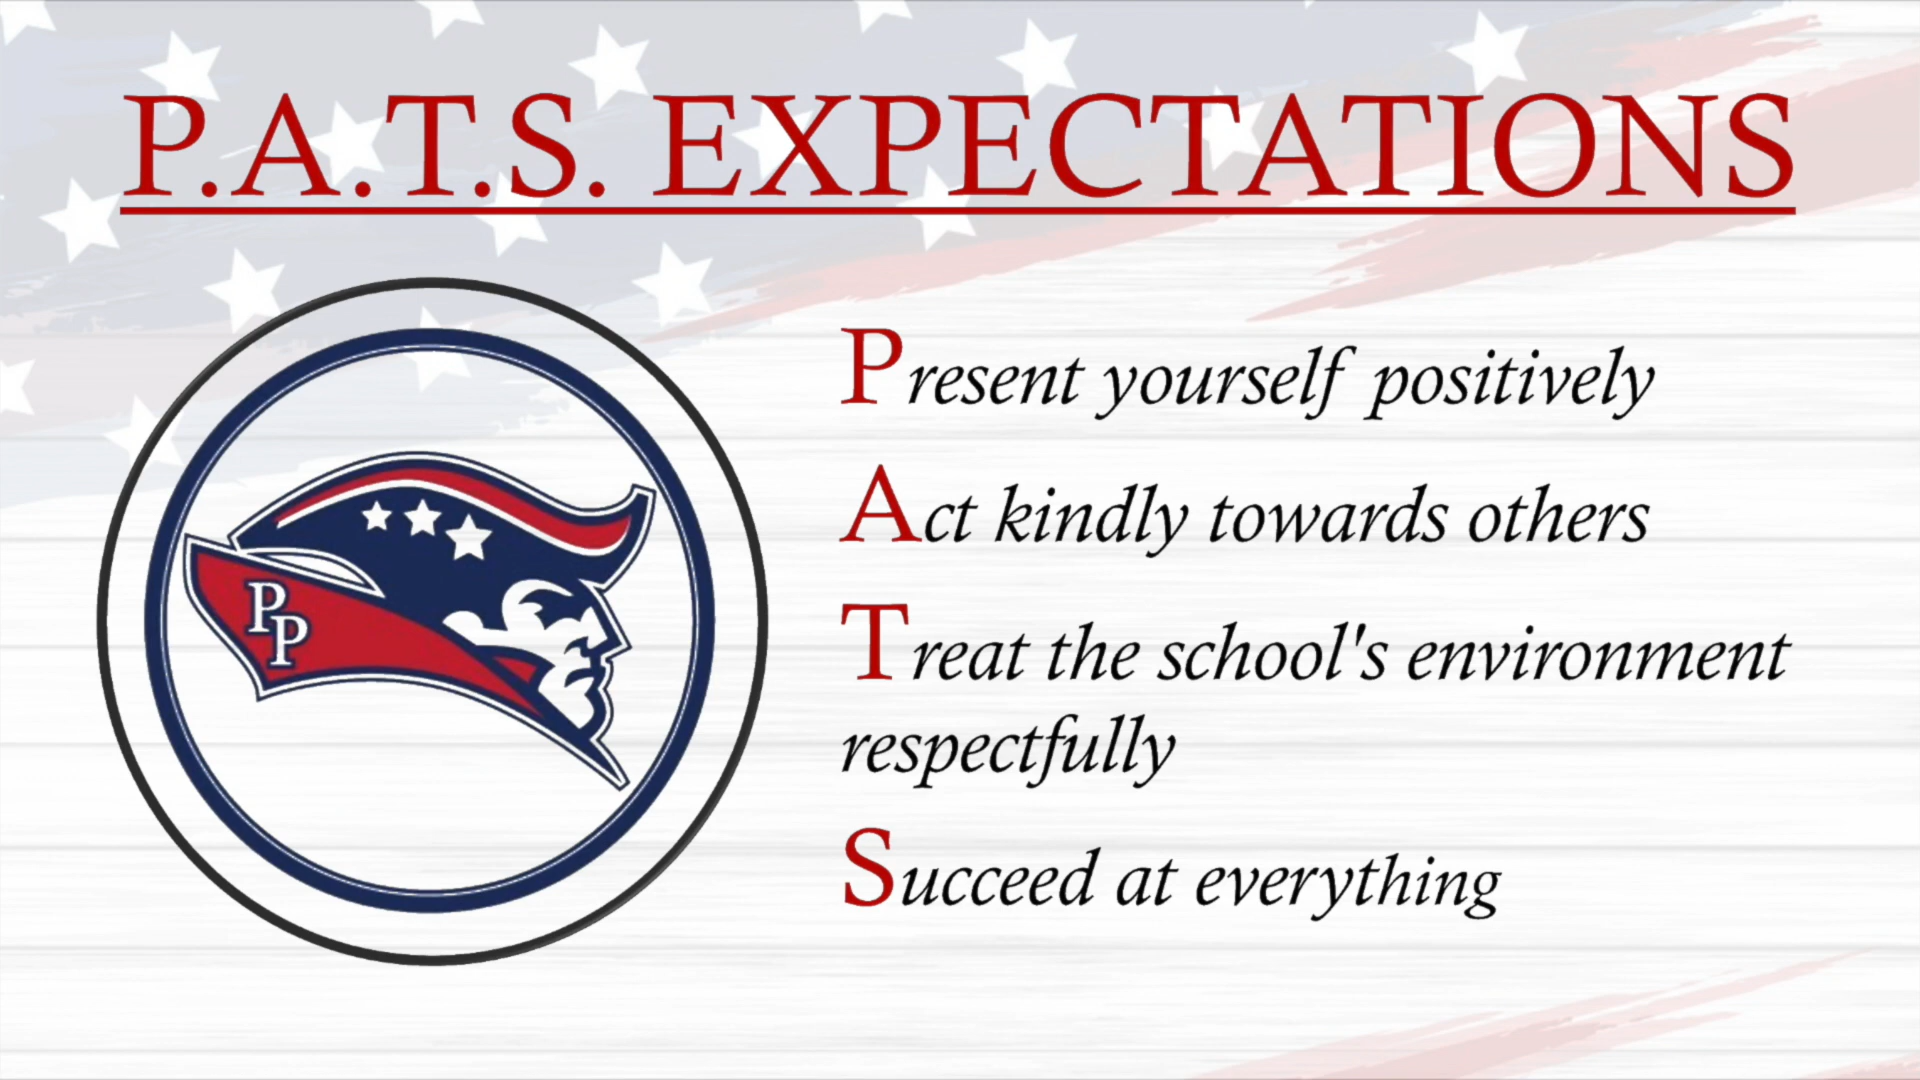 P.A.T.S. EXPECTATIONS
PP
Present yourself positively
Act kindly towards others
Treat the school's environment
respectfully
Succeed at everything